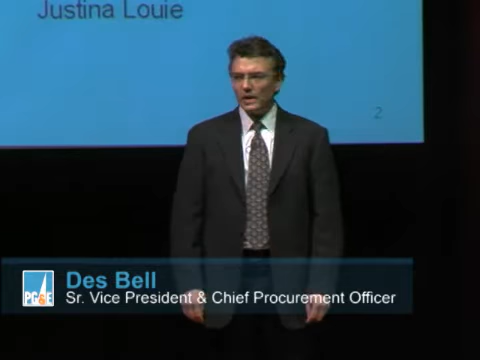 Justina Louie
2
Des Bell
PG&E
Sr. Vice President & Chief Procurement Officer